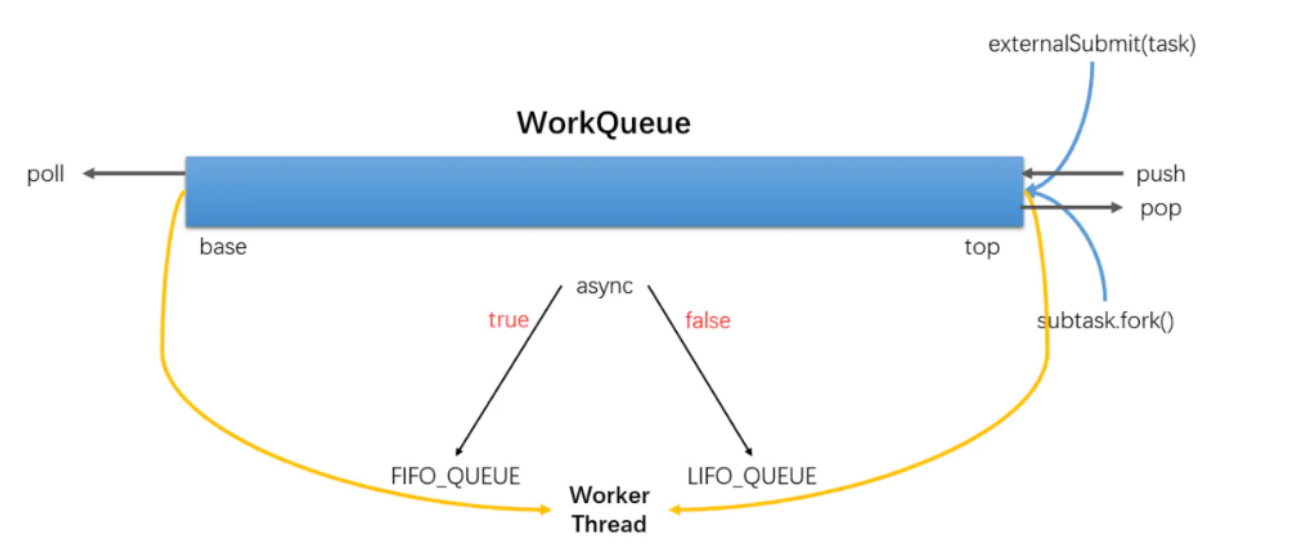 externalSubmit(task)
WorkQueue
poll
push
pop
base
top
async
true
false
subtask.fork()
FIFO_QUEUE
LIFO_QUEUE
Worker
Thread